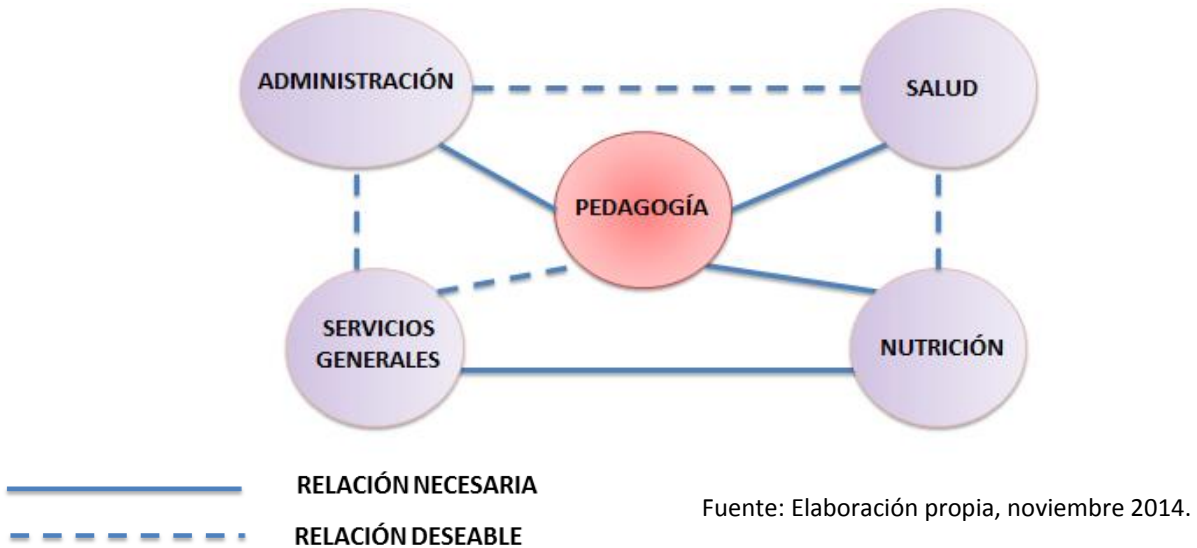 ADMINISTRACIÓN
SALUD
PEDAGOGÍA
SERVICIOS
GENERALES
NUTRICIÓN
RELACIÓN NECESARIA
Fuente: Elaboración propia, noviembre 2014.
RELACIÓN DESEABLE